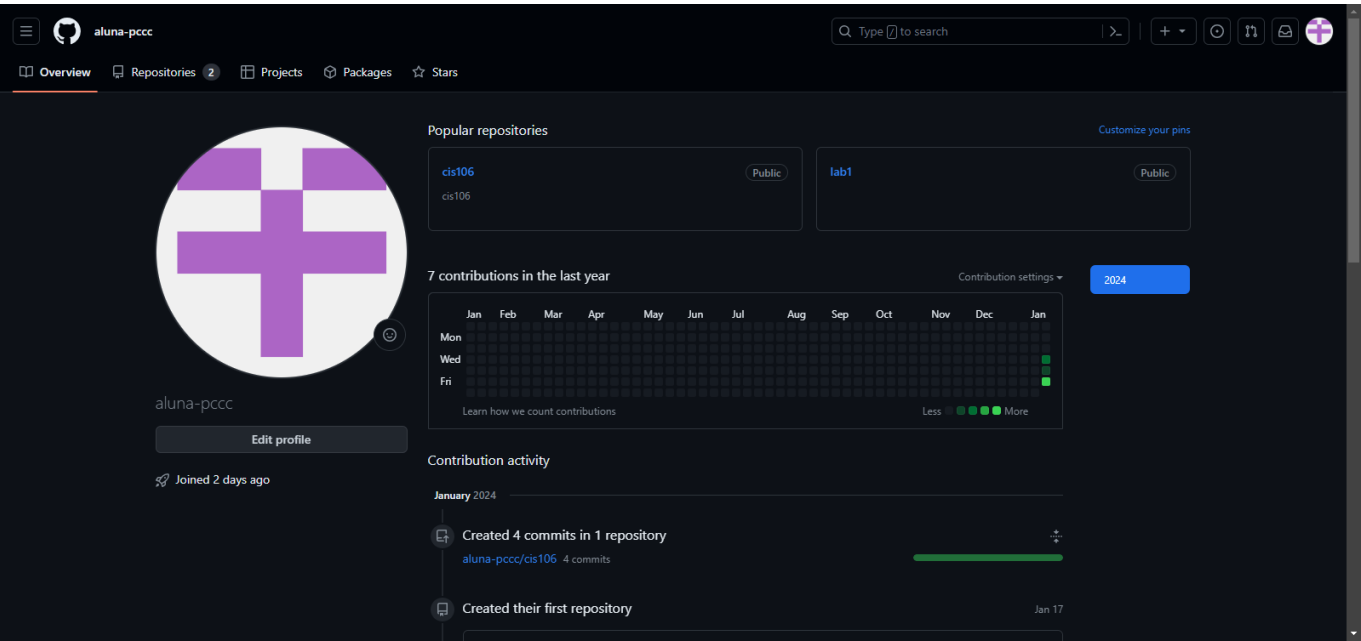 aluna-pccc
Type / to search
Overview Repositories 2 Projects Packages Stars
Popular repositories Customize your pins
cis106 Public
cis106
lab1 Public
7 contributions in the last year Contribution settings
2024
Jan Feb Mar Apr May Jun Jul Aug Sep Oct Nov Dec Jan
Mon
Wed
Fri
Learn how we count contributions Less More
aluna-pccc
Edit profile
Joined 2 days ago
Contribution activity
January 2024
Created 4 commits in 1 repository
aluna-pccc/cis106 4 commits
Created their first repository Jan 17